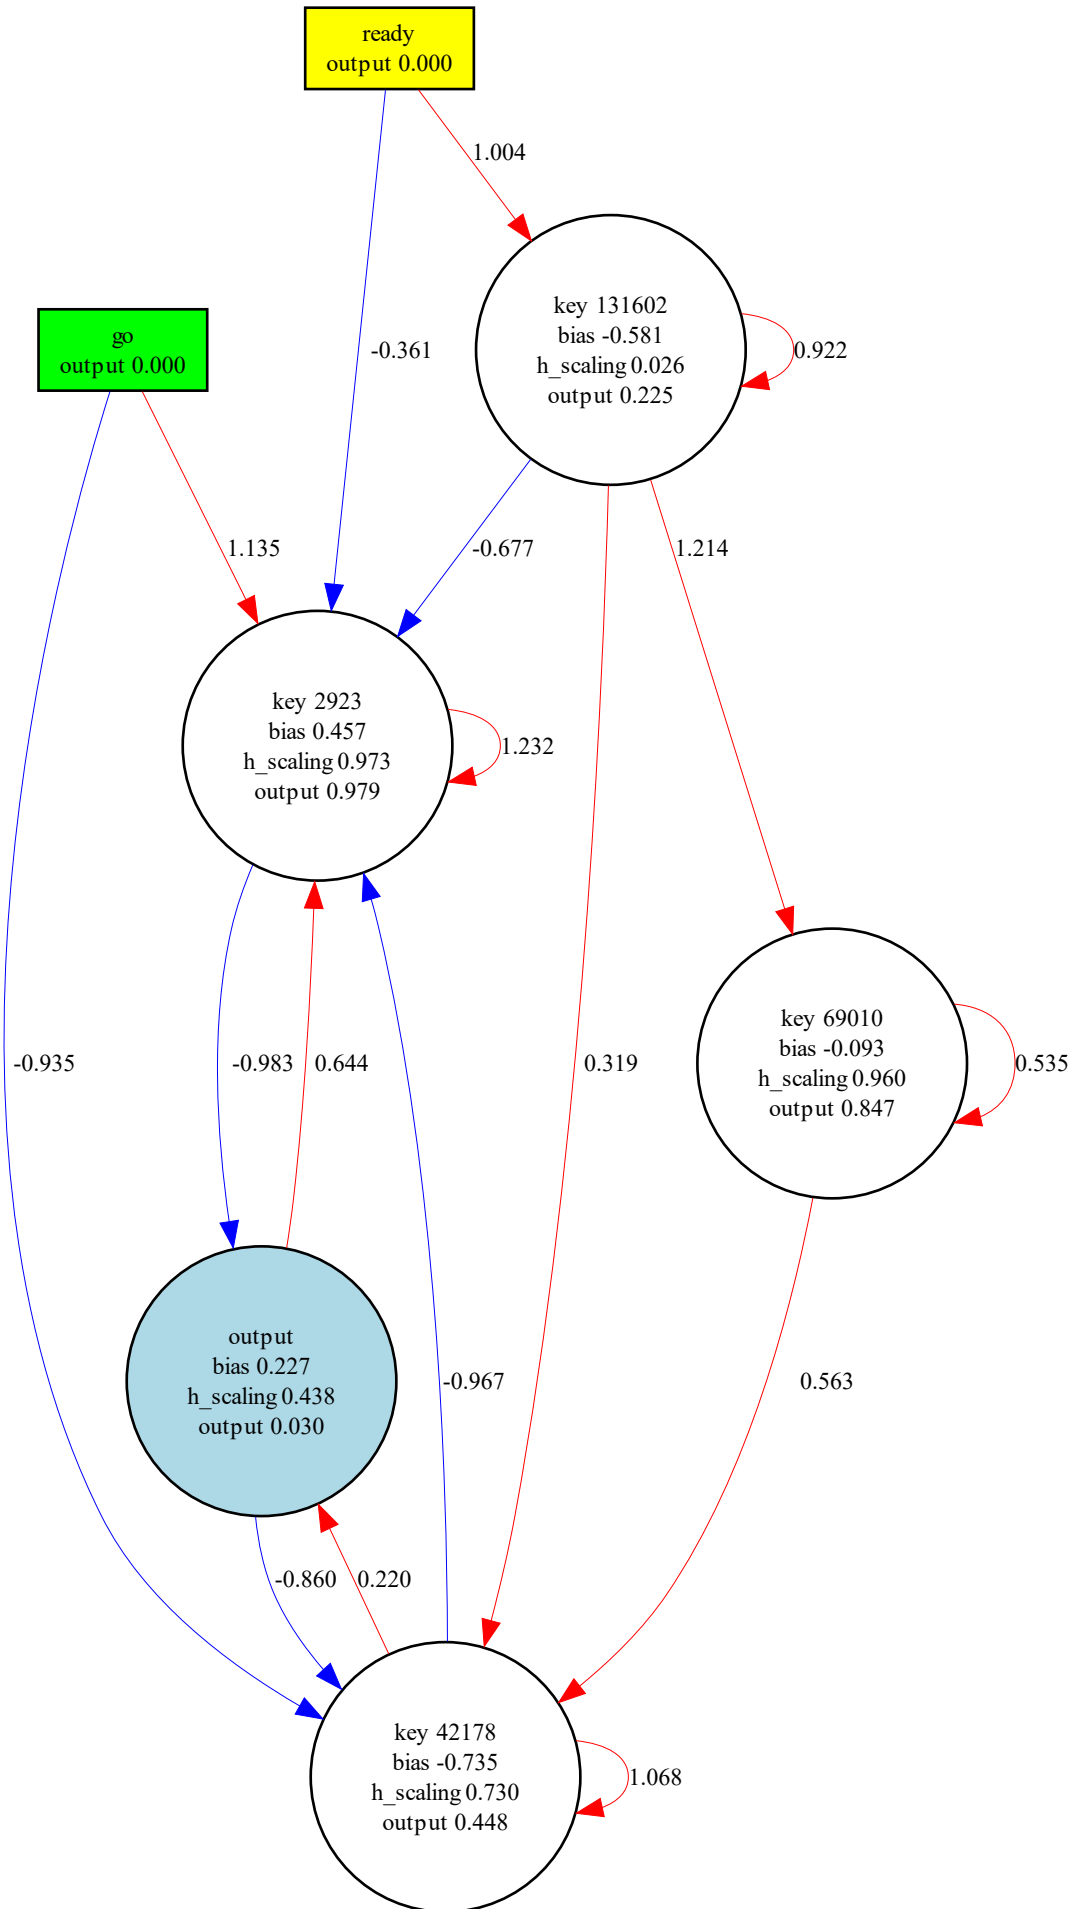 ready
output 0.000
1.004
key 131602
bias -0.581
h_scaling 0.026
output 0.225
0.922
go
output 0.000
-0.361
1.135
-0.677
1.214
key 2923
bias 0.457
h_scaling 0.973
output 0.979
1.232
key 69010
bias -0.093
h_scaling 0.960
output 0.847
0.535
-0.935
-0.983
0.644
0.319
output
bias 0.227
h_scaling 0.438
output 0.030
-0.967
0.563
-0.860
0.220
key 42178
bias -0.735
h_scaling 0.730
output 0.448
1.068